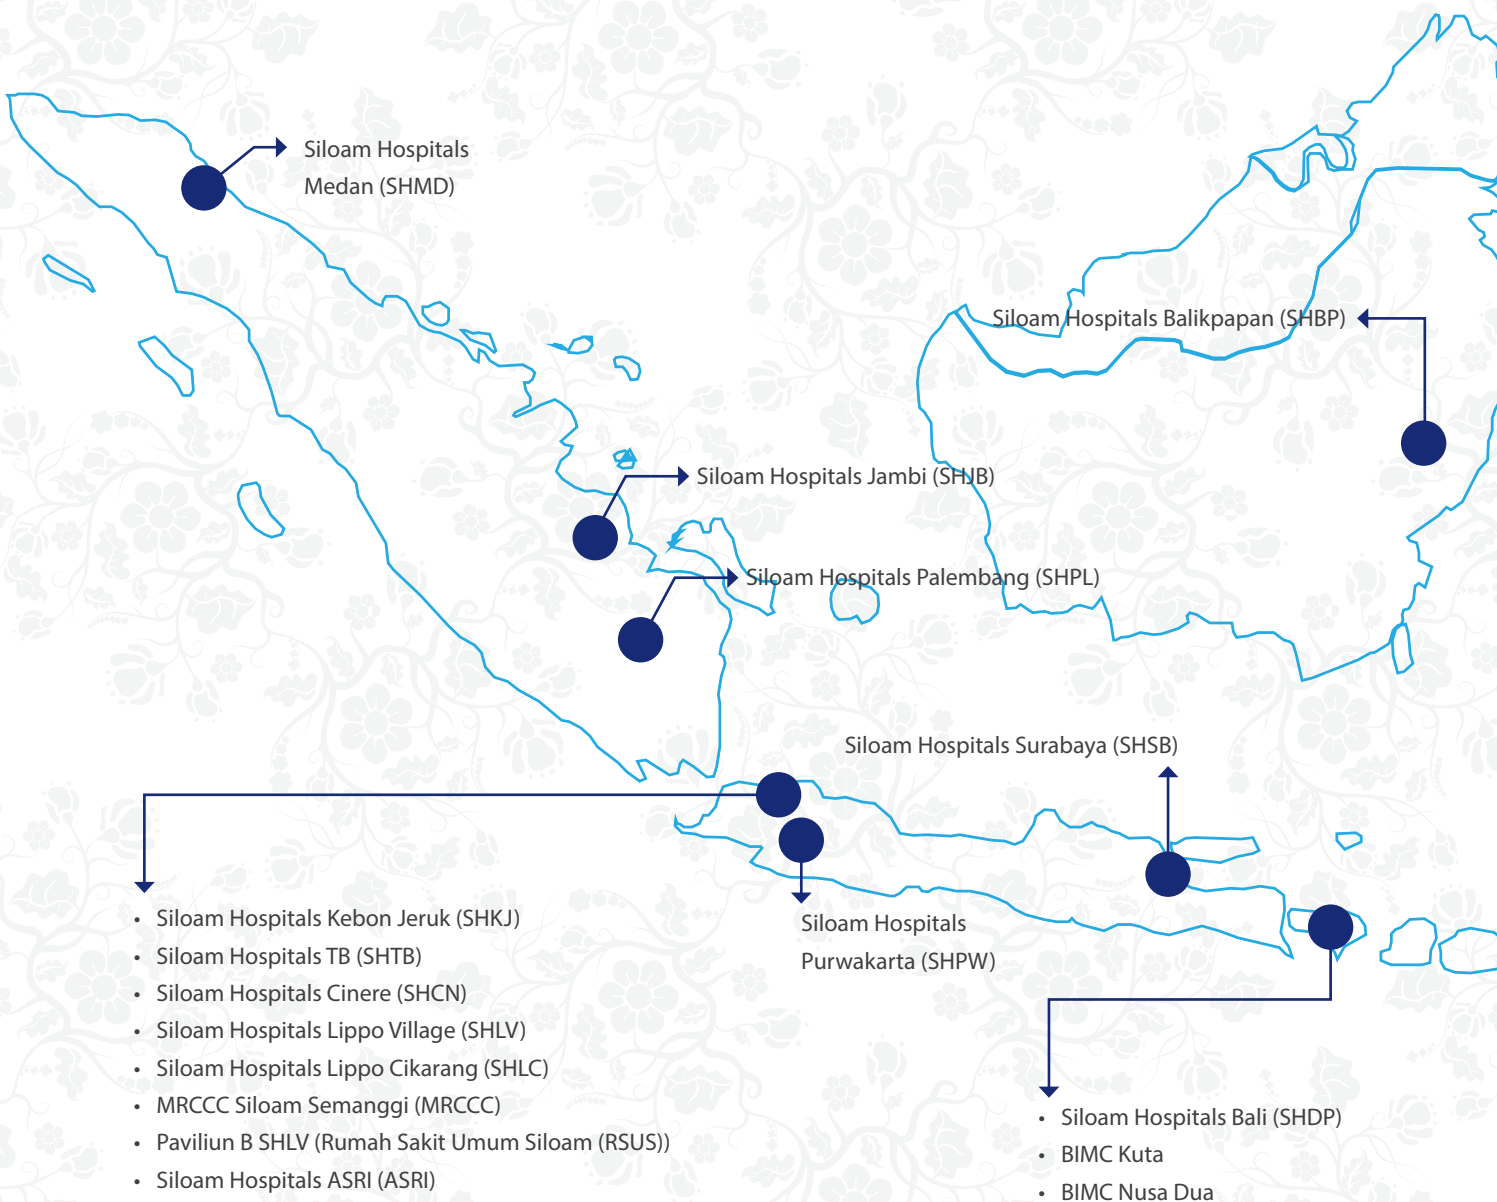 Siloam Hospitals
Medan (SHMD)
Siloam Hospitals Balikpapan (SHBP)
Siloam Hospitals Jambi (SHJB)
Siloam Hospitals Palembang (SHPL)
Siloam Hospitals Surabaya (SHSB)
Siloam Hospitals
Purwakarta (SHPW)
• Siloam Hospitals Kebon Jeruk (SHKJ)
• Siloam Hospitals TB (SHTB)
• Siloam Hospitals Cinere (SHCN)
• Siloam Hospitals Lippo Village (SHLV)
• Siloam Hospitals Lippo Cikarang (SHLC)
• MRCCC Siloam Semanggi (MRCCC)
• Paviliun B SHLV (Rumah Sakit Umum Siloam (RSUS))
• Siloam Hospitals ASRI (ASRI)
• Siloam Hospitals Bali (SHDP)
• BIMC Kuta
• BIMC Nusa Dua